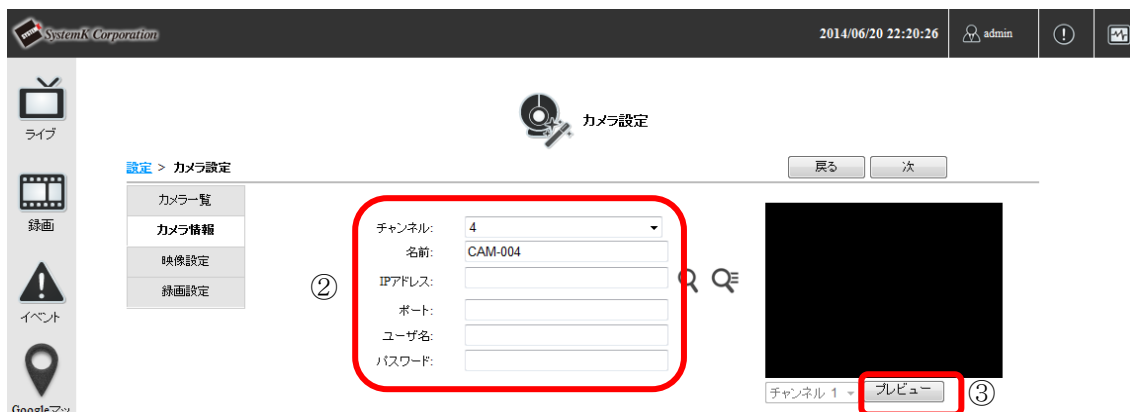 SystemK Corporation
2014/06/20 22:20:26
admin
ライブ
カメラ設定
設定 > カメラ設定
戻る
次
録画
カメラ一覧
カメラ情報
映像設定
録画設定
②
チャンネル: 4
名前: CAM-004
IPアドレス:
ポート:
ユーザ名:
パスワード:
イベント
チャンネル 1
プレビュー
③
Googleマッ